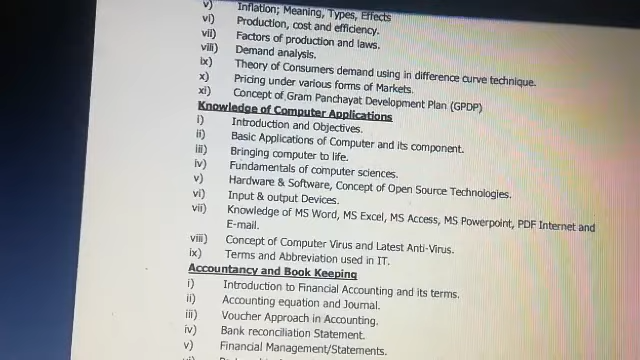 v) Inflation; Meaning, Types, Effects
vi) Production, cost and efficiency.
vii) Factors of production and laws.
viii) Demand analysis.
ix) Theory of Consumers demand using in difference curve technique.
x) Pricing under various forms of Markets.
xi) Concept of Gram Panchayat Development Plan (GPDP)
Knowledge of Computer Applications
i) Introduction and Objectives.
ii) Basic Applications of Computer and its component.
iii) Bringing computer to life.
iv) Fundamentals of computer sciences.
v) Hardware & Software, Concept of Open Source Technologies.
vi) Input & output Devices.
vii) Knowledge of MS Word, MS Excel, MS Access, MS Powerpoint, PDF Internet and
E-mail.
viii) Concept of Computer Virus and Latest Anti-Virus.
ix) Terms and Abbreviation used in IT.
Accountancy and Book Keeping
i) Introduction to Financial Accounting and its terms.
ii) Accounting equation and Journal.
iii) Voucher Approach in Accounting.
iv) Bank reconciliation Statement.
v) Financial Management/Statements.